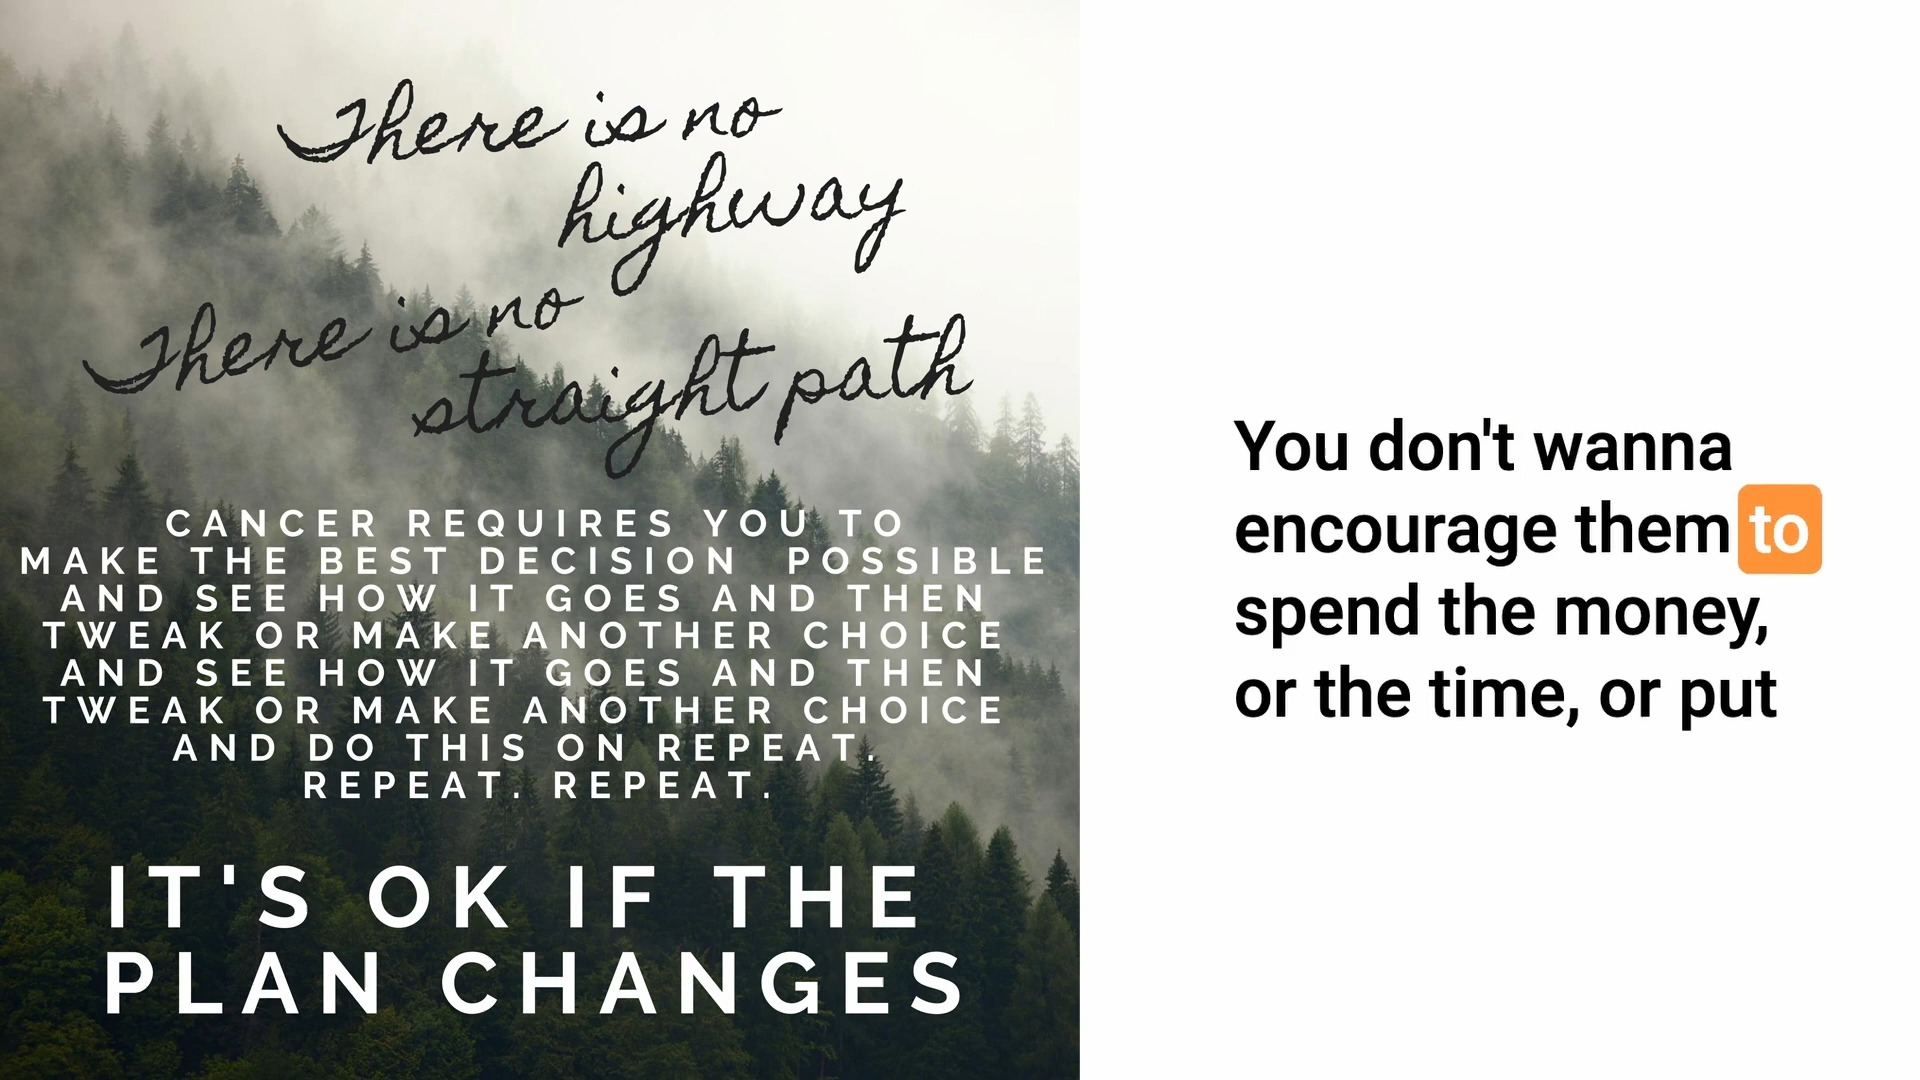 There is no
highway
There is no
straight path
CANCER REQUIRES YOU TO
MAKE THE BEST DECISION POSSIBLE
AND SEE HOW IT GOES AND THEN
TWEAK OR MAKE ANOTHER CHOICE
AND SEE HOW IT GOES AND THEN
TWEAK OR MAKE ANOTHER CHOICE
AND DO THIS ON REPEAT.
REPEAT. REPEAT.
IT'S OK IF THE
PLAN CHANGES
You don't wanna
encourage them to
spend the money,
or the time, or put